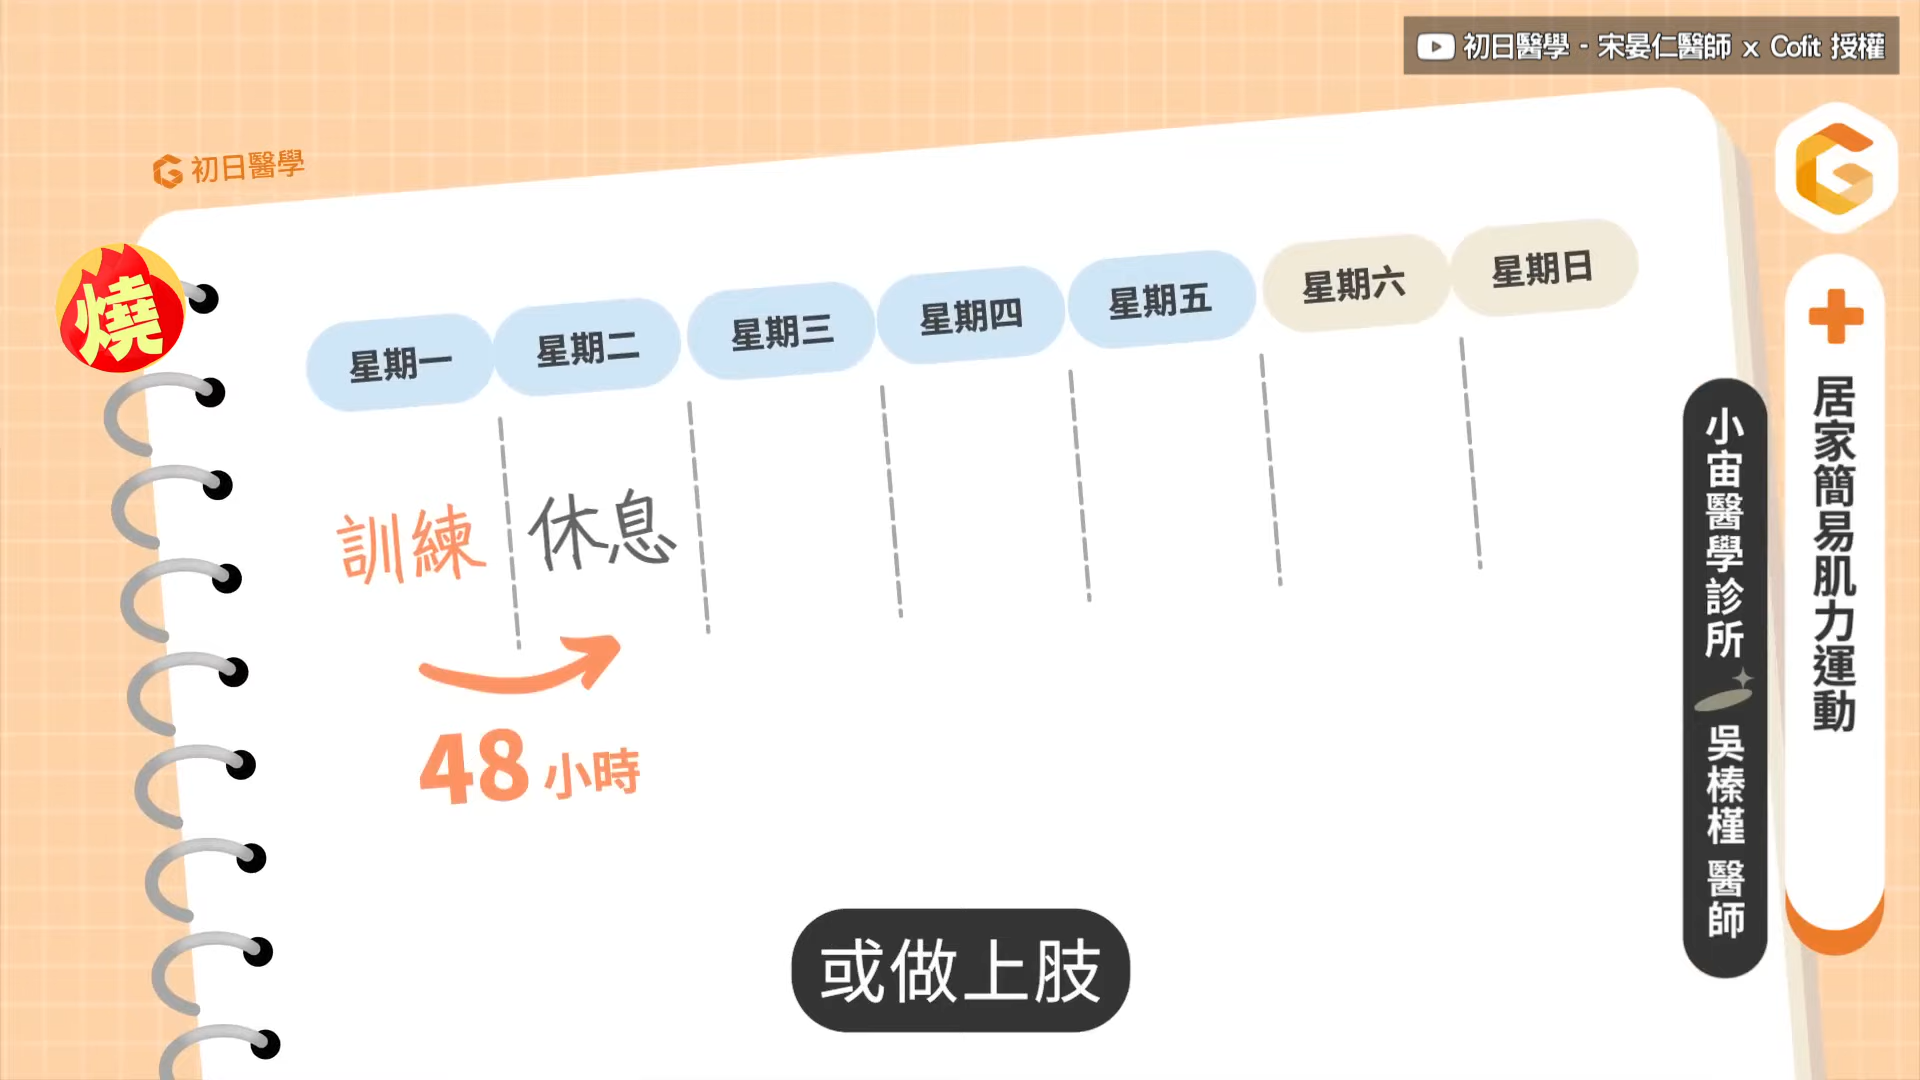 初日醫學 - 宋晏仁醫師 x Cofit 授權
初日醫學
燒
星期一 星期二 星期三 星期四 星期五 星期六 星期日
訓練 休息
48 小時
或做上肢
居家簡易肌力運動
小宙醫學診所 吳榛槿 醫師